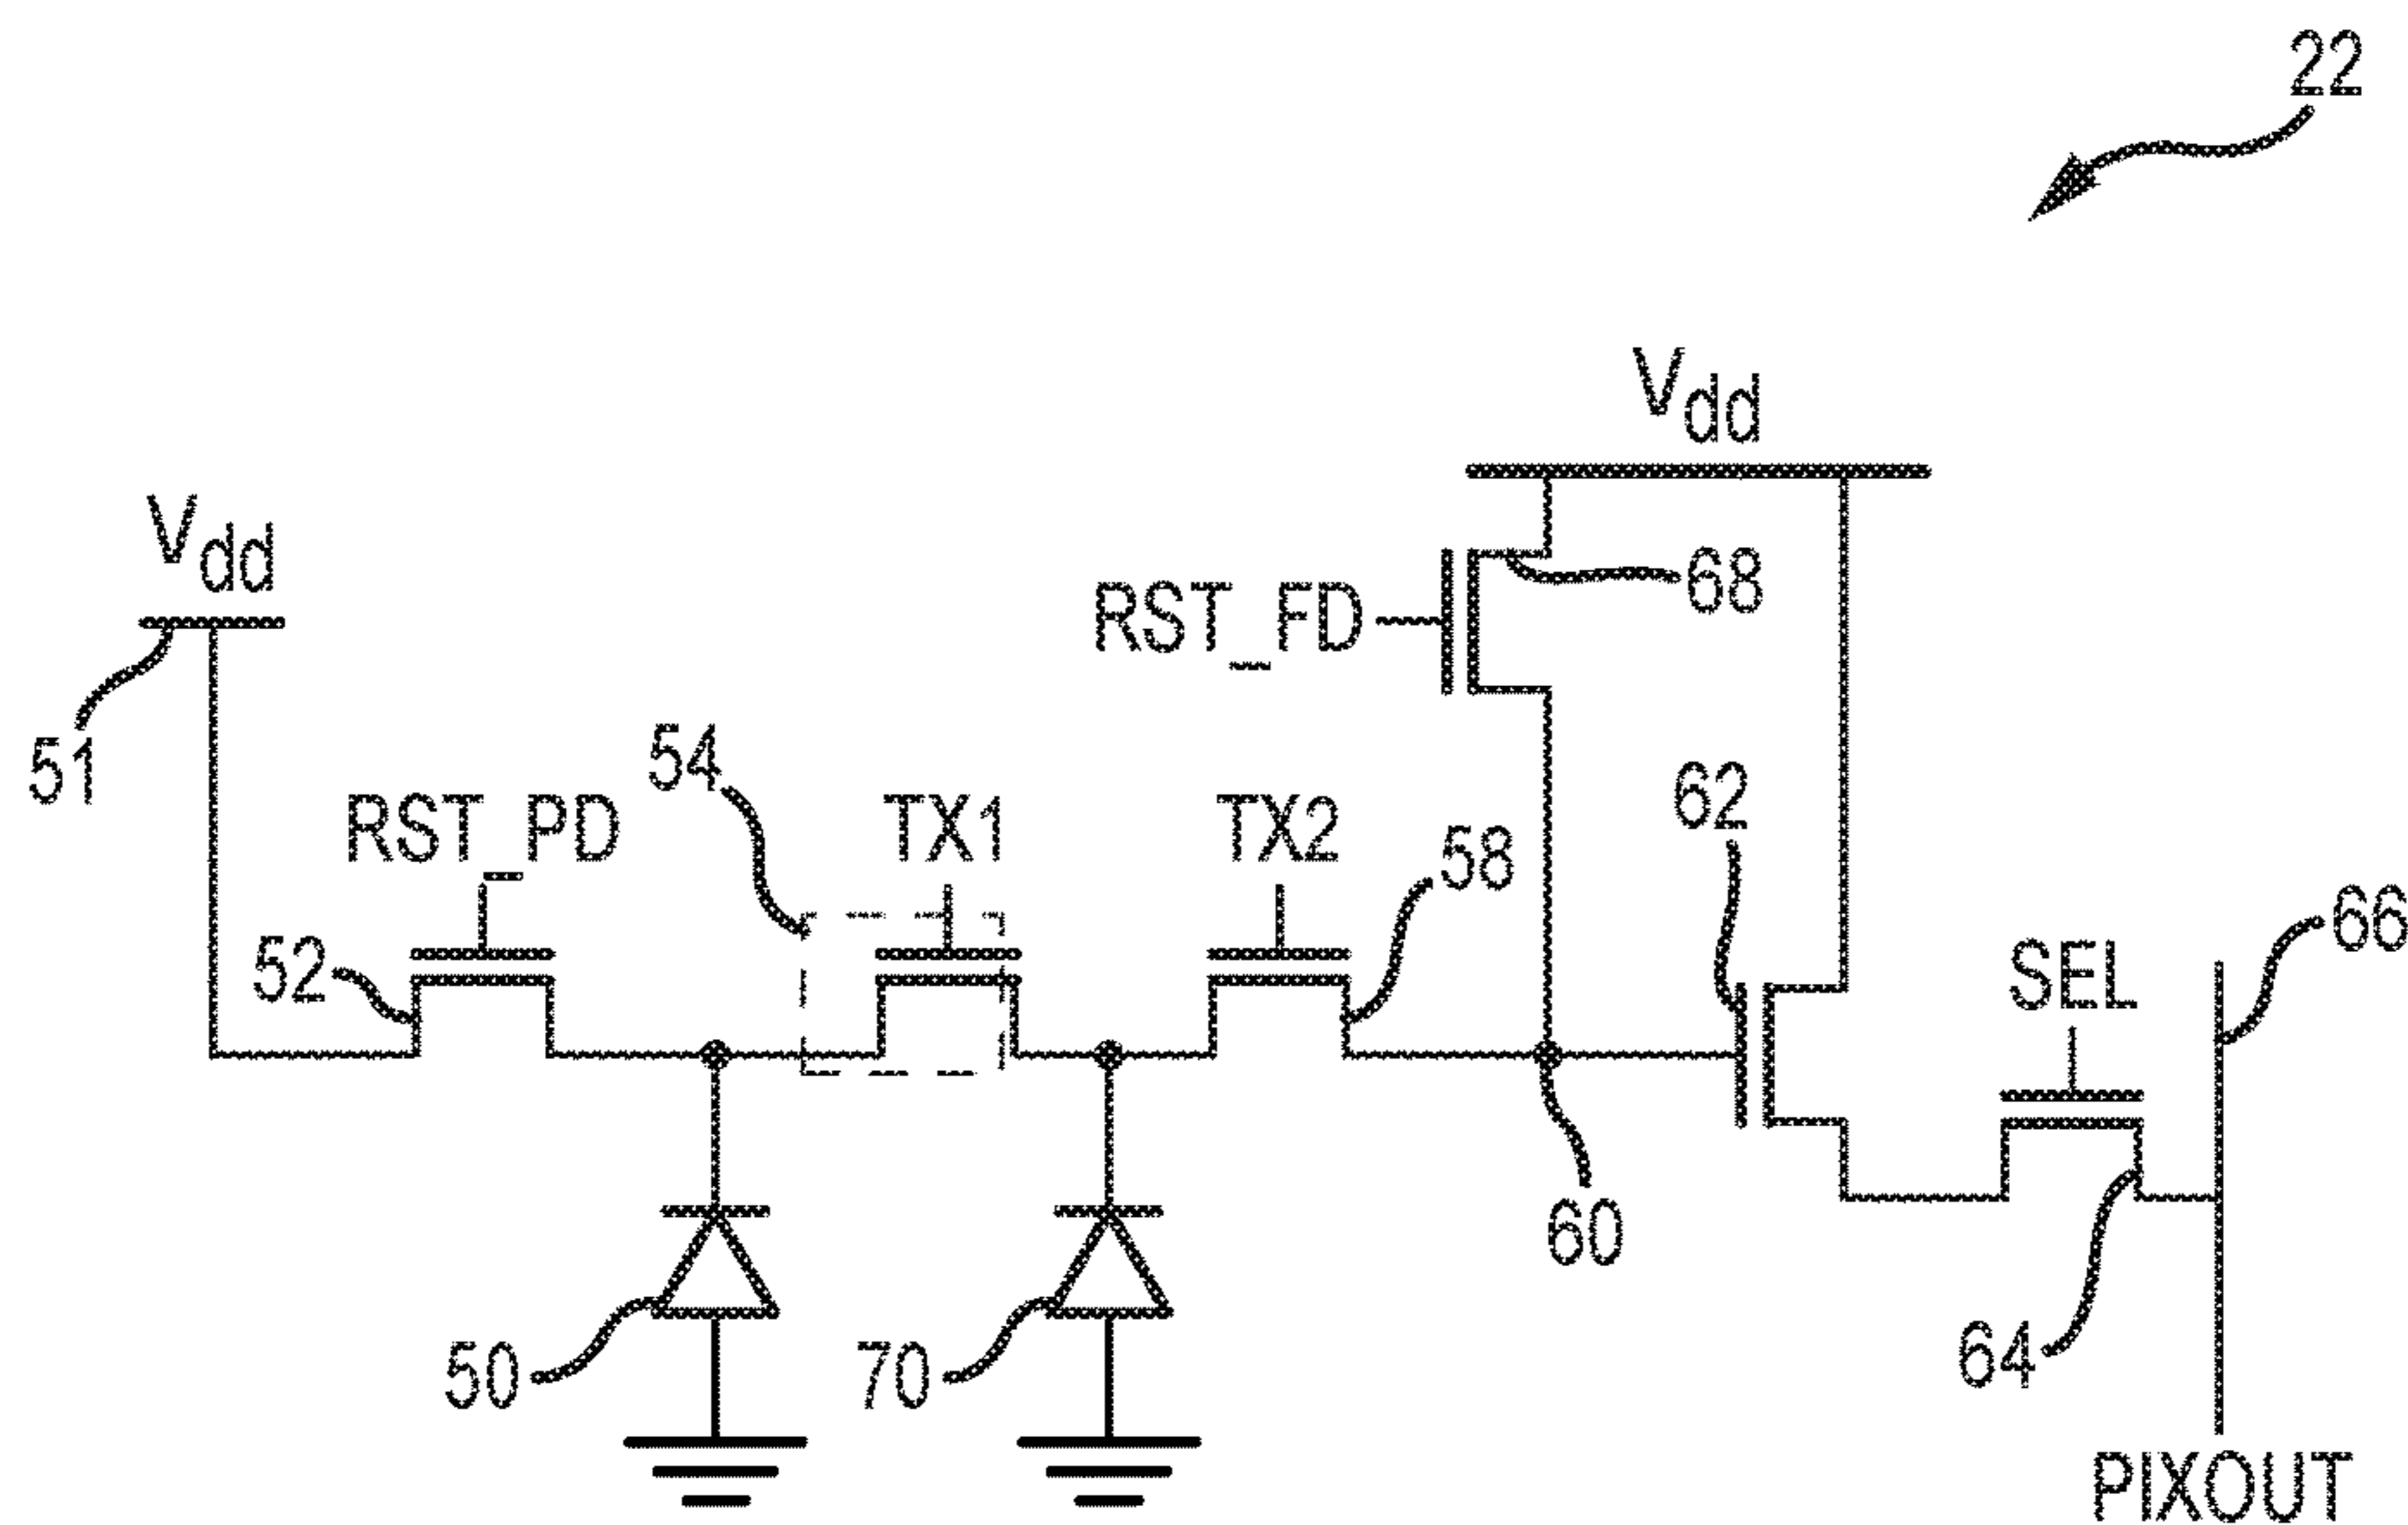 22
Vdd
Vdd
68
RST_FD
51
54
62
RST_PD
TX1
TX2
58
66
52
SEL
60
50
70
64
PIXOUT